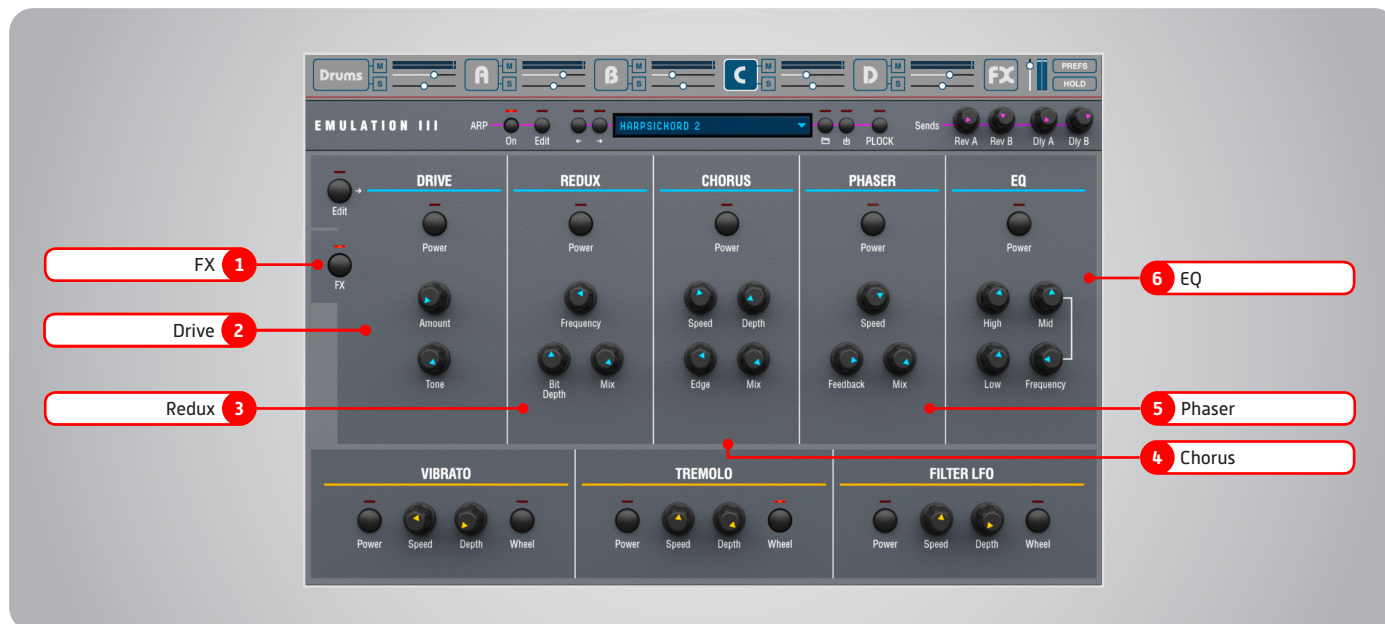 Drums M S A M S B M S C M S D M S FX PREFS HOLD
EMULATION III ARP On Edit ← → HARPSICHORD 2 PLOCK Sends Rev A Rev B Dly A Dly B
Edit →
FX
DRIVE
Power
Amount
Tone
REDUX
Power
Frequency
Bit Depth
Mix
CHORUS
Power
Speed Depth
Edge Mix
PHASER
Power
Speed
Feedback Mix
EQ
Power
High Mid
Low Frequency
VIBRATO
Power Speed Depth Wheel
TREMOLO
Power Speed Depth Wheel
FILTER LFO
Power Speed Depth Wheel
FX 1
Drive 2
Redux 3
6 EQ
5 Phaser
4 Chorus